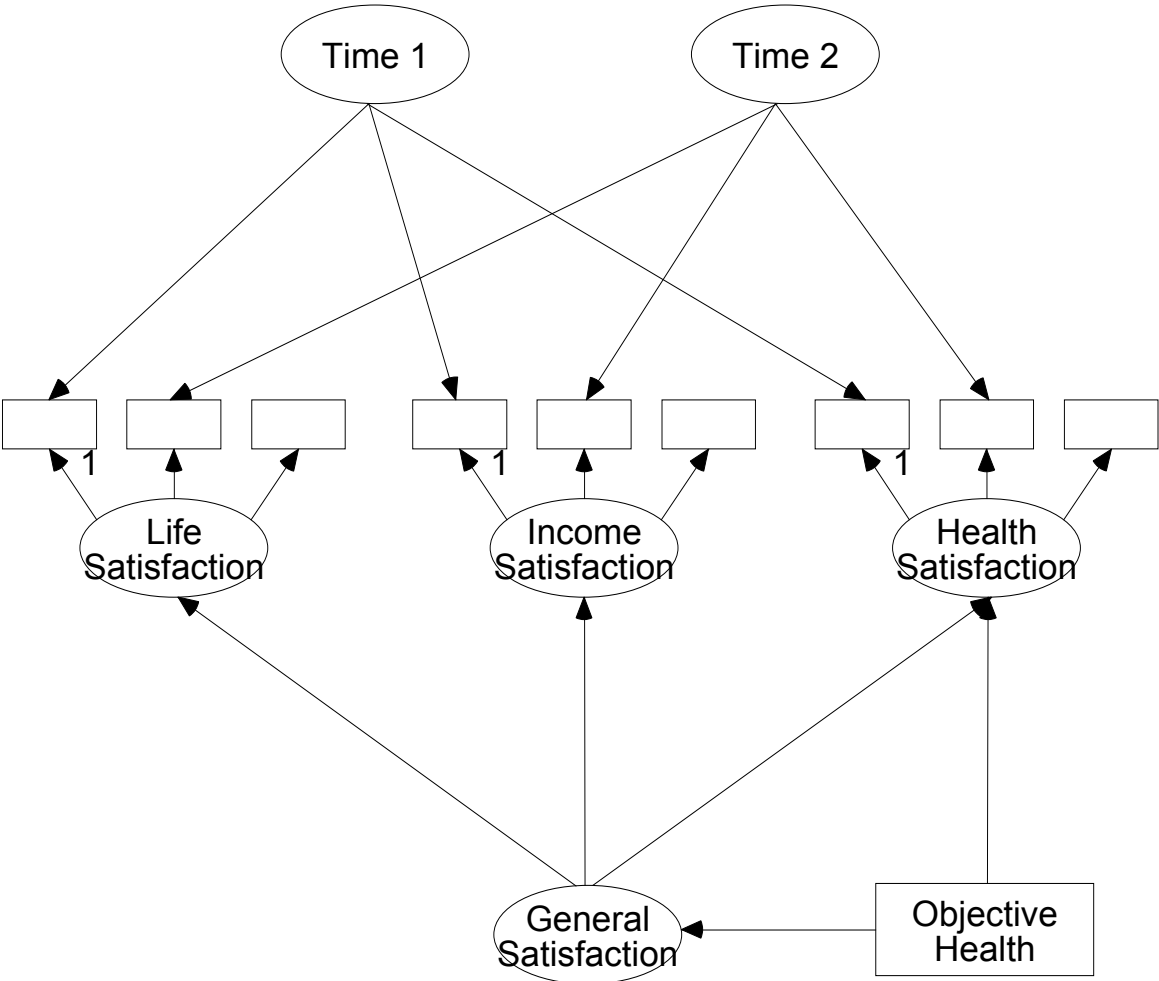 Time 1
Time 2
1
1
1
Life
Satisfaction
Income
Satisfaction
Health
Satisfaction
General
Satisfaction
Objective
Health